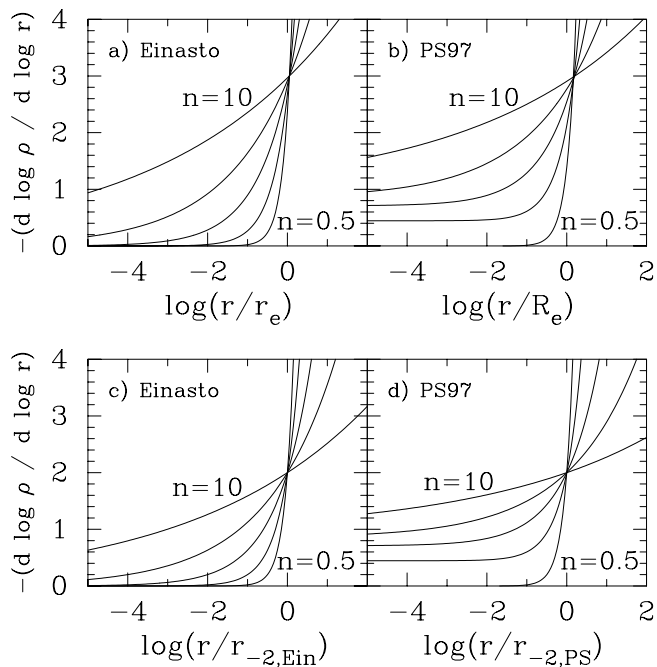 4
3
2
1
0
−(d log ρ / d log r)
a) Einasto
n=10
n=0.5
b) PS97
n=10
n=0.5
−4 −2 0 −4 −2 0 2
log(r/r_e)
log(r/R_e)
4
3
2
1
0
−(d log ρ / d log r)
c) Einasto
n=10
n=0.5
d) PS97
n=10
n=0.5
−4 −2 0 −4 −2 0 2
log(r/r_−2,Ein)
log(r/r_−2,PS)